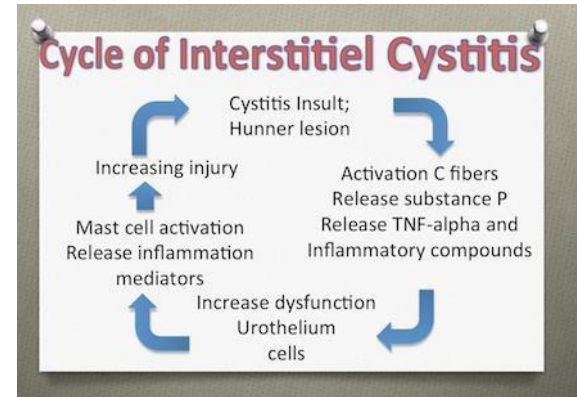 Cycle of Interstitiel Cystitis
Cystitis Insult;
Hunner lesion
Activation C fibers
Release substance P
Release TNF-alpha and
Inflammatory compounds
Increase dysfunction
Urothelium
cells
Mast cell activation
Release inflammation
mediators
Increasing injury